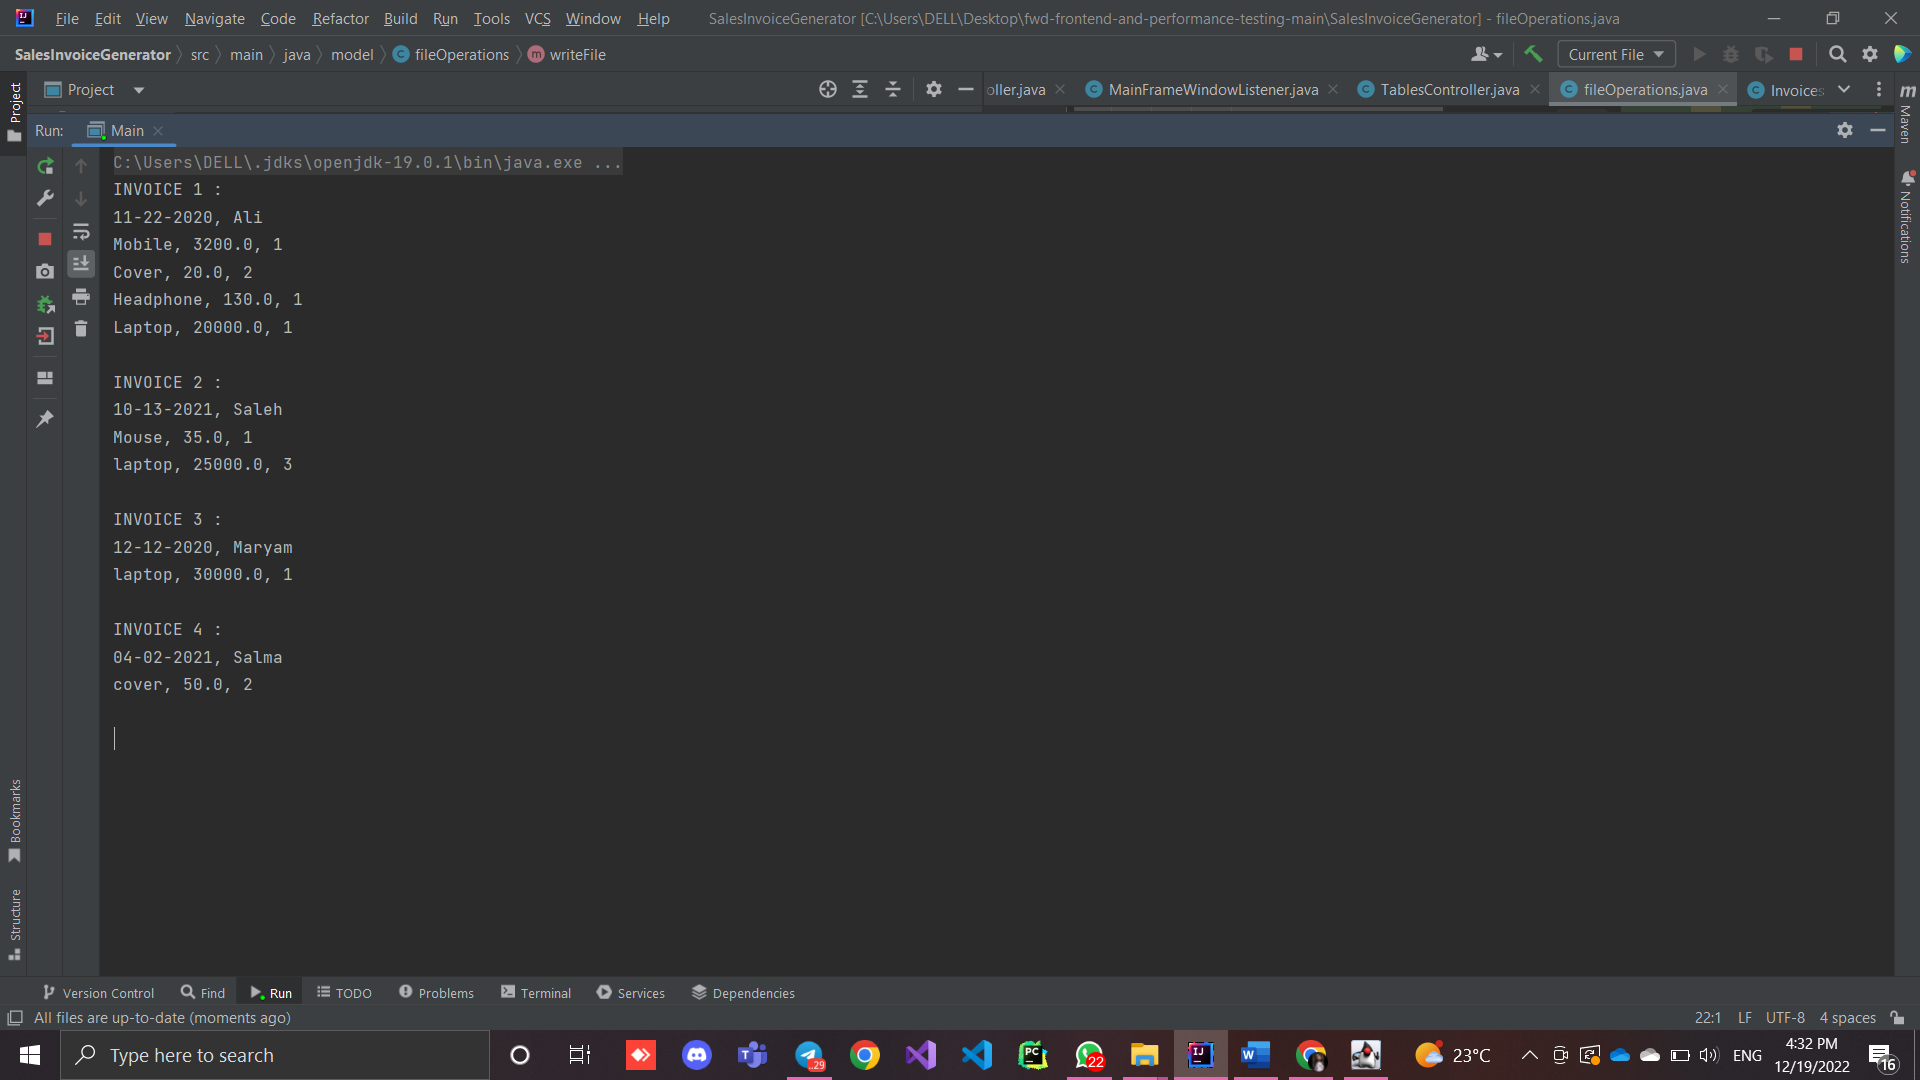 File Edit View Navigate Code Refactor Build Run Tools VCS Window Help SalesInvoiceGenerator [C:\Users\DELL\Desktop\fwd-frontend-and-performance-testing-main\SalesInvoiceGenerator] - fileOperations.java
SalesInvoiceGenerator src main java model fileOperations writeFile Current File
Project oller.java MainFrameWindowListener.java TablesController.java fileOperations.java Invoices
Run: Main
C:\Users\DELL\.jdks\openjdk-19.0.1\bin\java.exe ...
INVOICE 1 :
11-22-2020, Ali
Mobile, 3200.0, 1
Cover, 20.0, 2
Headphone, 130.0, 1
Laptop, 20000.0, 1
INVOICE 2 :
10-13-2021, Saleh
Mouse, 35.0, 1
laptop, 25000.0, 3
INVOICE 3 :
12-12-2020, Maryam
laptop, 30000.0, 1
INVOICE 4 :
04-02-2021, Salma
cover, 50.0, 2
Project
Bookmarks
Structure
Maven
Notifications
Version Control Find Run TODO Problems Terminal Services Dependencies
All files are up-to-date (moments ago) 22:1 LF UTF-8 4 spaces
Type here to search 23°C ENG 4:32 PM
12/19/2022